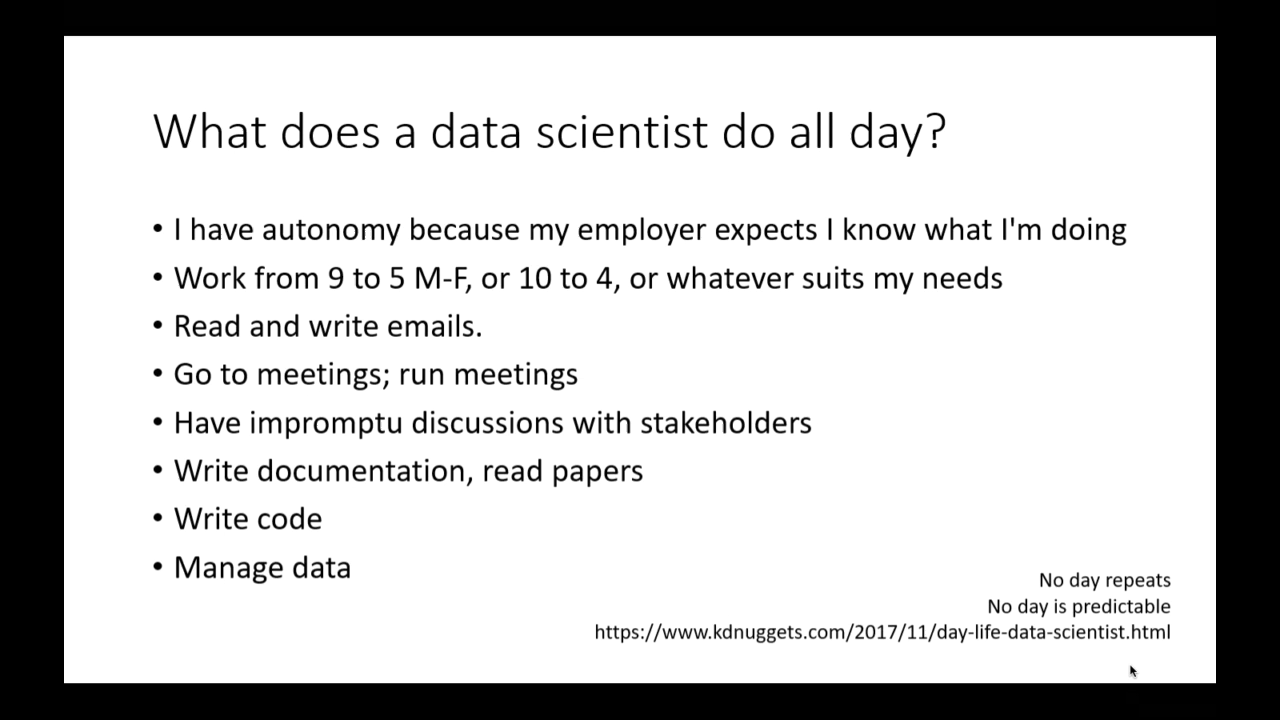 What does a data scientist do all day?
• I have autonomy because my employer expects I know what I'm doing
• Work from 9 to 5 M-F, or 10 to 4, or whatever suits my needs
• Read and write emails.
• Go to meetings; run meetings
• Have impromptu discussions with stakeholders
• Write documentation, read papers
• Write code
• Manage data
No day repeats
No day is predictable
https://www.kdnuggets.com/2017/11/day-life-data-scientist.html